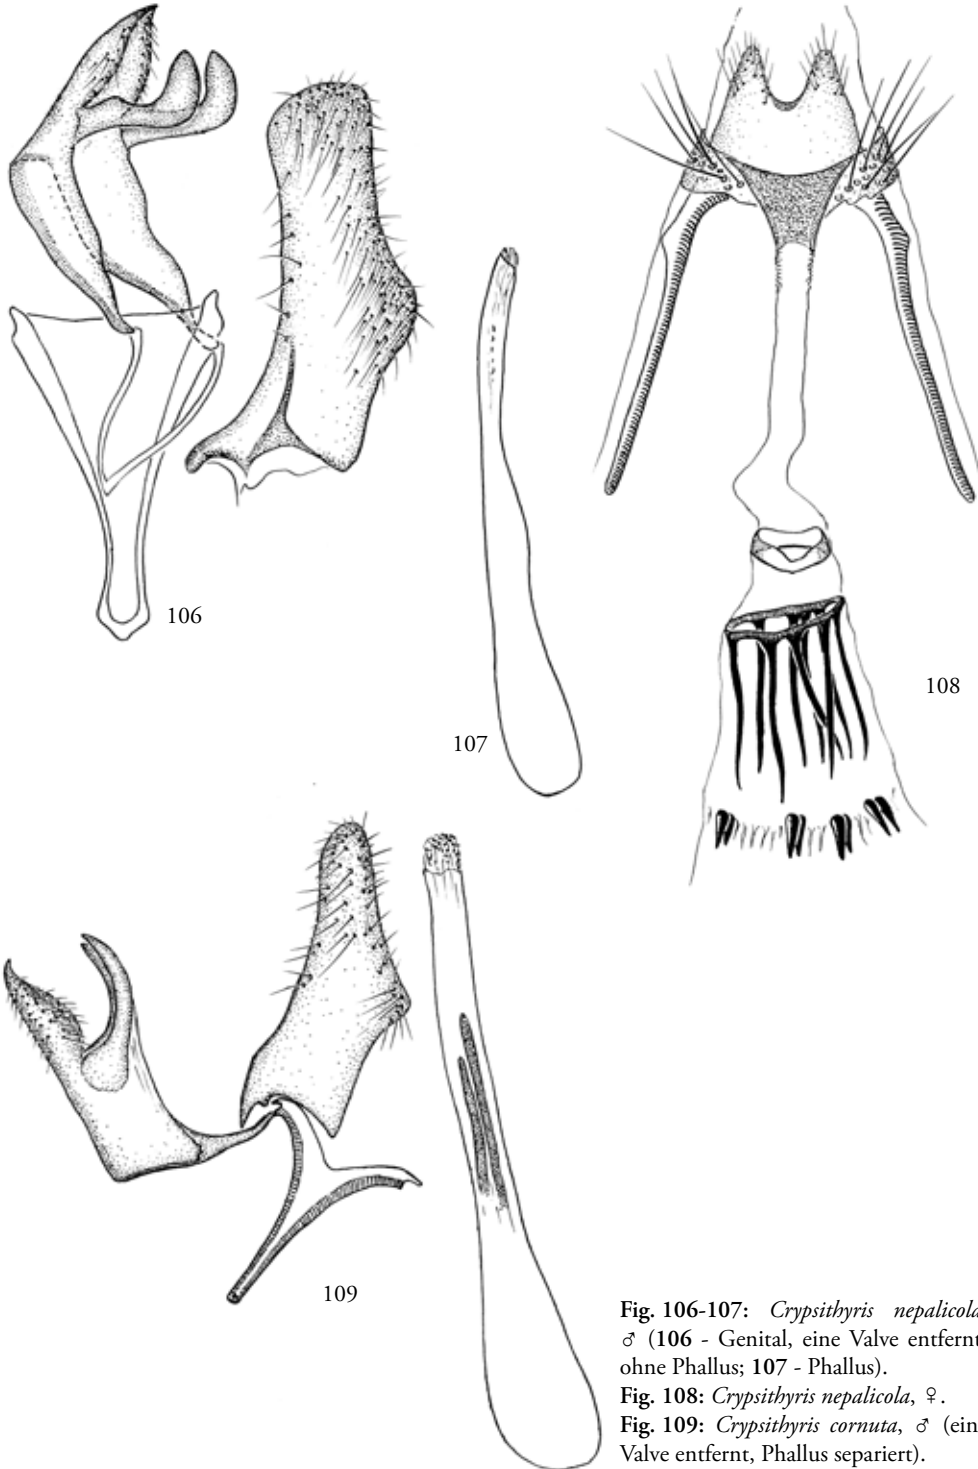 106
107
108
109
Fig. 106-107: Crypsithyris nepalicola
♂ (106 - Genital, eine Valve entfernt
ohne Phallus; 107 - Phallus).
Fig. 108: Crypsithyris nepalicola, ♀.
Fig. 109: Crypsithyris cornuta, ♂ (ein
Valve entfernt, Phallus separiert).